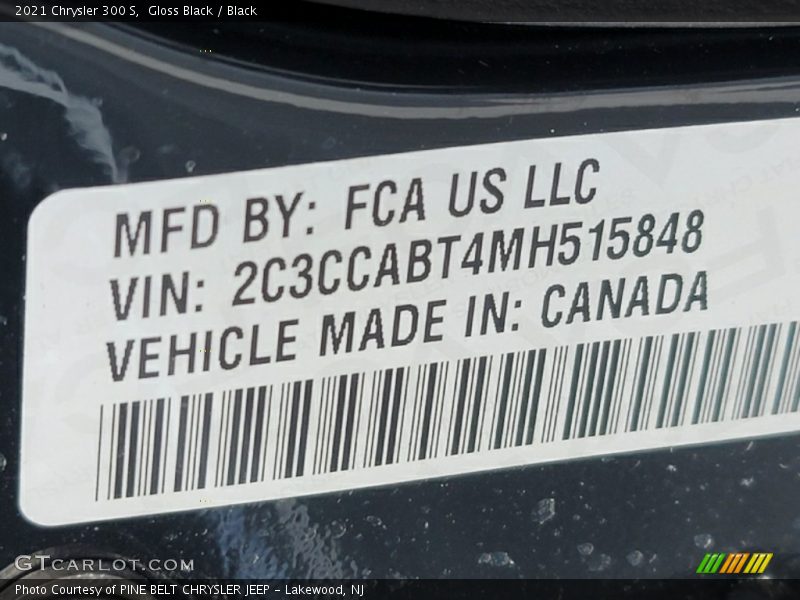 2021 Chrysler 300 S,  Gloss Black / Black
MFD BY: FCA US LLC
VIN: 2C3CCABT4MH515848
VEHICLE MADE IN: CANADA
GTCARLOT.COM
Photo Courtesy of PINE BELT CHRYSLER JEEP - Lakewood, NJ